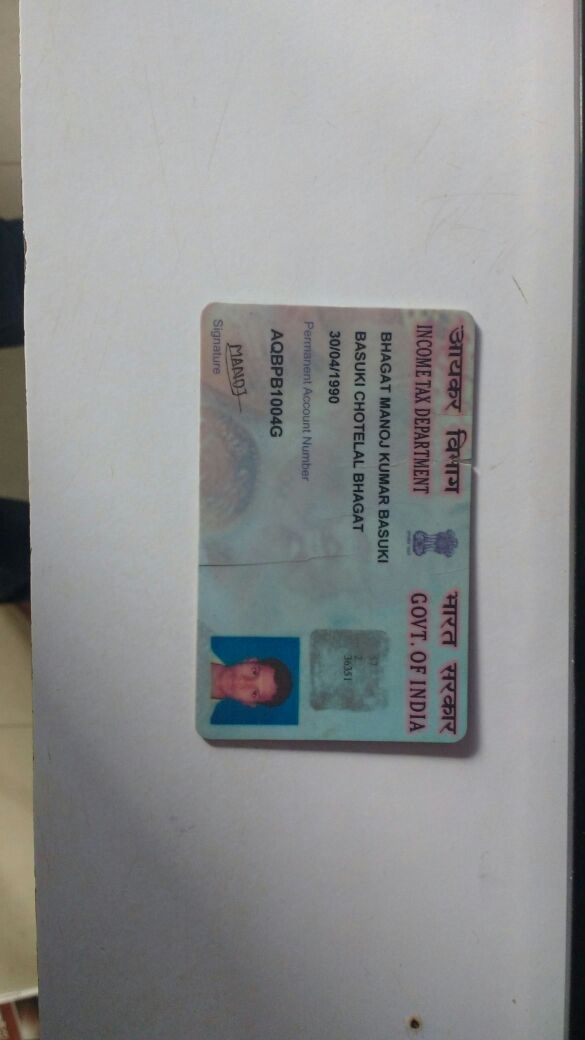 आयकर विभाग
INCOME TAX DEPARTMENT
भारत सरकार
GOVT. OF INDIA
BHAGAT MANOJ KUMAR BASUKI
BASUKI CHOTELAL BHAGAT
30/04/1990
Permanent Account Number
AQBPB1004G
MANOJ
Signature